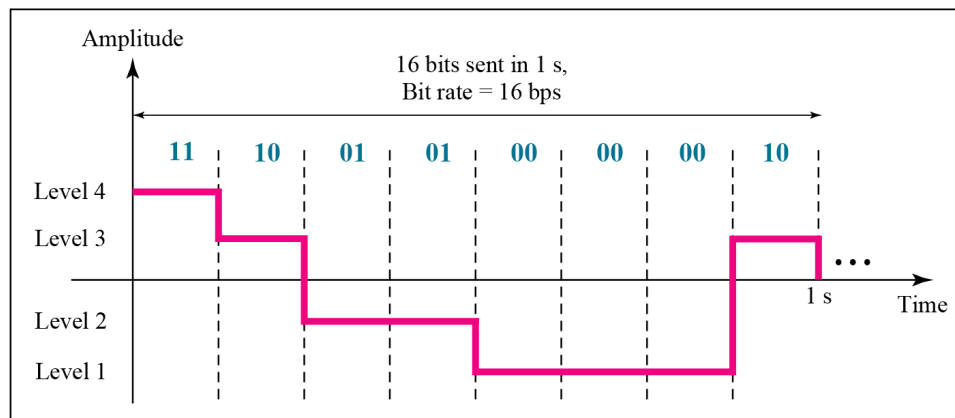 Amplitude
16 bits sent in 1 s,
Bit rate = 16 bps
11 10 01 01 00 00 00 10
Level 4
Level 3
1 s
Time
Level 2
Level 1